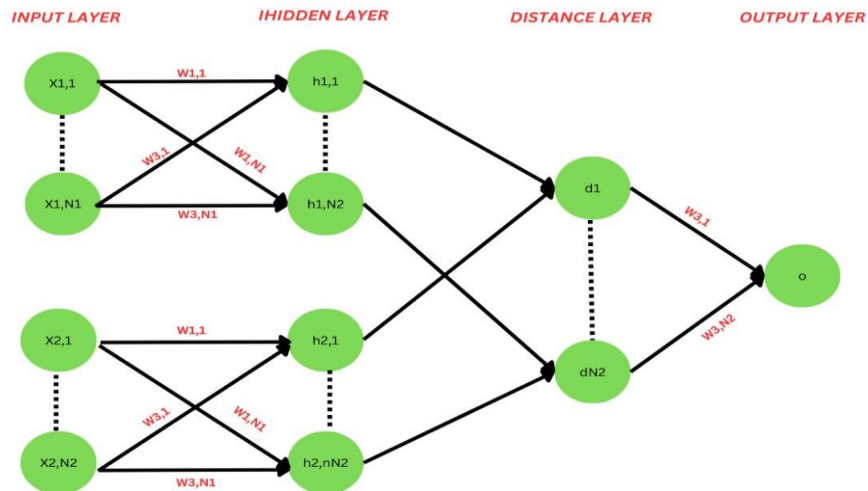 INPUT LAYER
IHIDDEN LAYER
DISTANCE LAYER
OUTPUT LAYER
X1,1
W1,1
h1,1
W3,1
W1,N1
X1,N1
W3,N1
h1,N2
d1
W3,1
o
X2,1
W1,1
h2,1
W3,1
W1,N1
dN2
W3,N2
X2,N2
W3,N1
h2,nN2